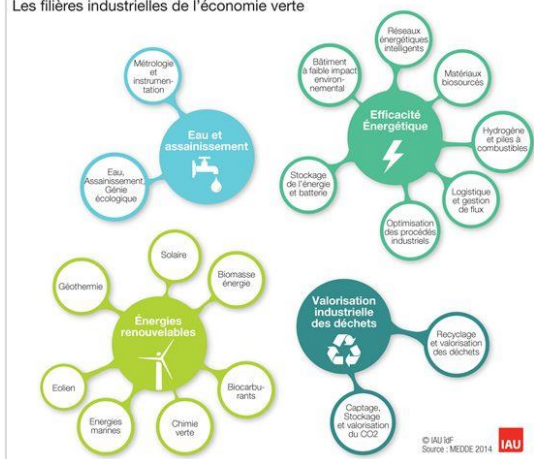 Les filières industrielles de l'économie verte
Métrologie
et
instrumen-
tation
Eau et
assainissement
Eau,
Assainissement,
Génie
écologique
Réseaux
énergétiques
intelligents
Bâtiment
à faible impact
environ-
nemental
Matériaux
biosourcés
Efficacité
Énergétique
Hydrogène
et piles à
combustibles
Stockage
de l'énergie
et batterie
Logistique
et gestion
de flux
Optimisation
des procédés
industriels
Solaire
Géothermie
Biomasse
énergie
Énergies
renouvelables
Eolien
Energies
marines
Chimie
verte
Biocarbu-
rants
Valorisation
industrielle
des déchets
Recyclage
et valorisation
des déchets
Captage,
Stockage
et valorisation
du CO2
© IAU îdF
Source : MEDDE 2014
IAU